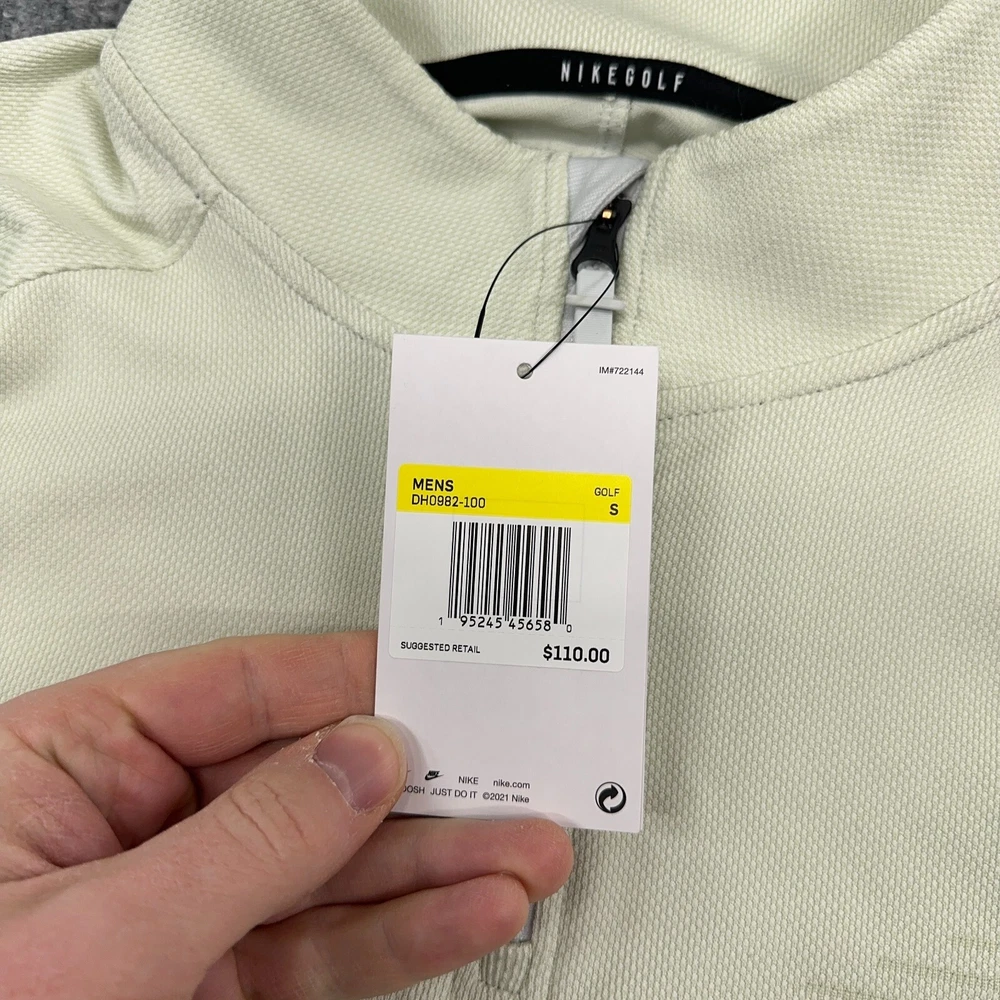 NIKEGOLF
IM#722144
MENS
GOLF
DH0982-100
S
1 95245 45658 0
SUGGESTED RETAIL
$110.00
NIKE nike.com
JUST DO IT ©2021 Nike